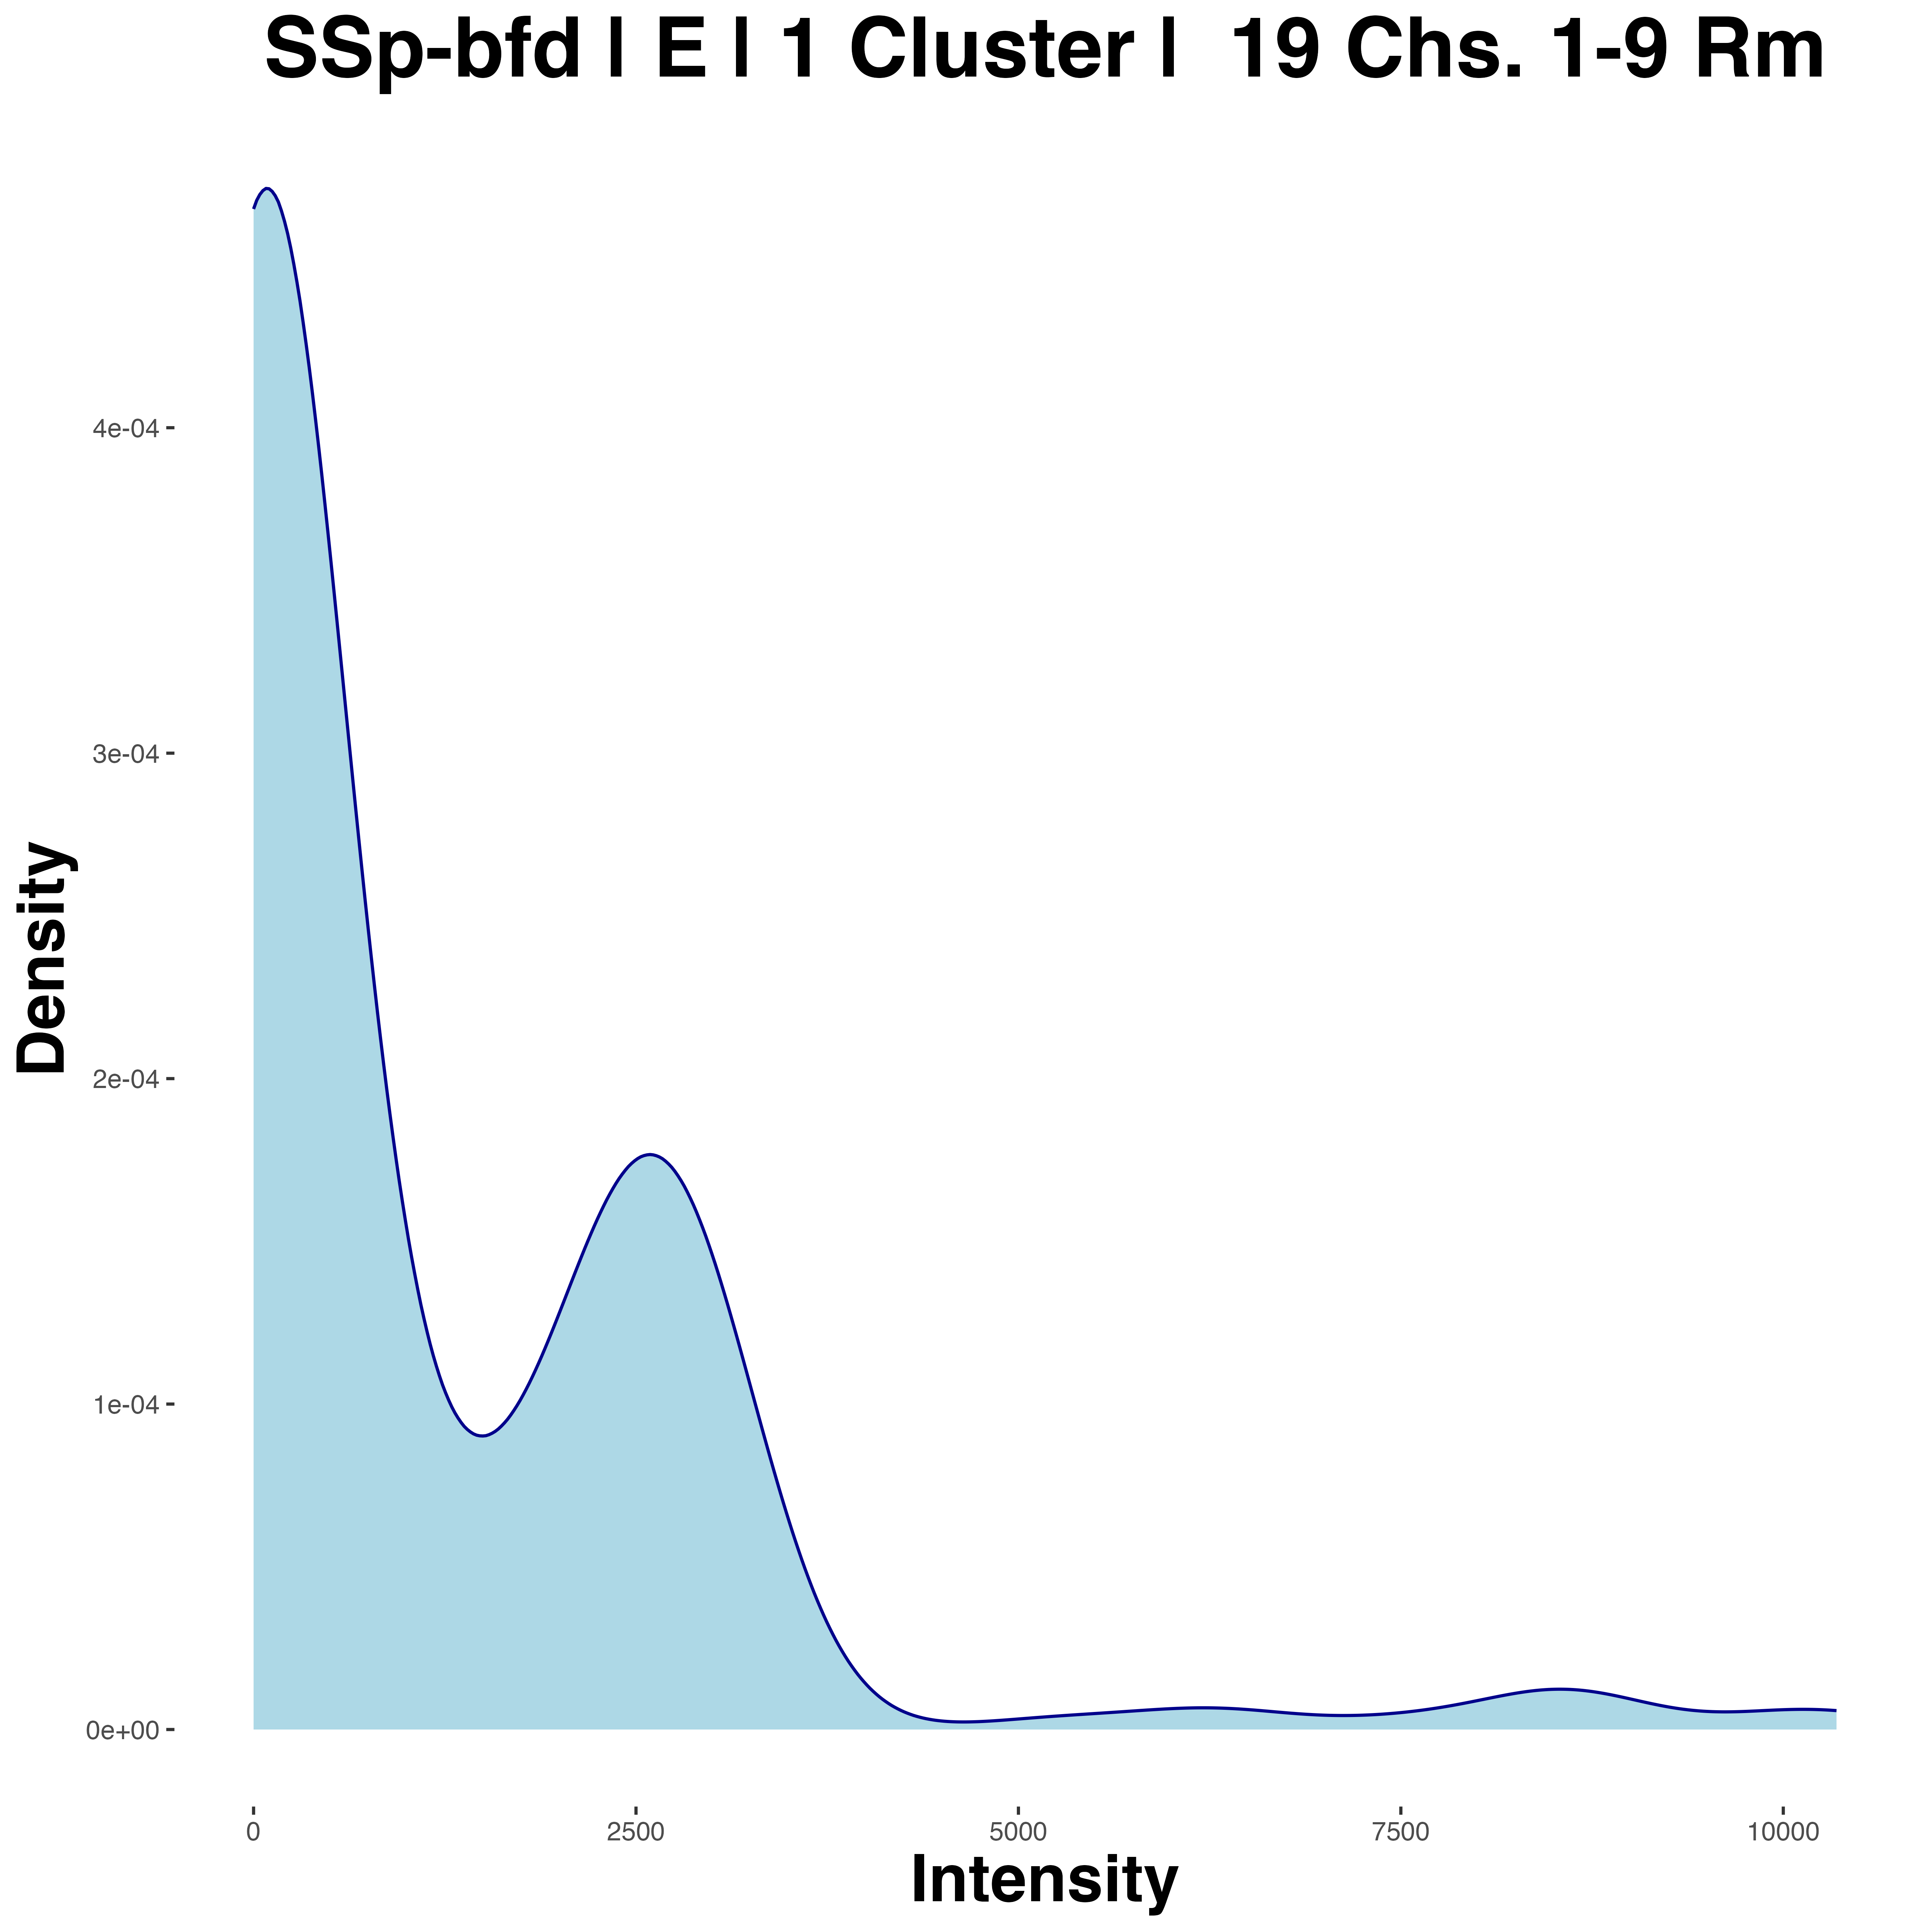 SSp-bfd | E | 1 Cluster |  19 Chs. 1-9 Rm
4e-04
3e-04
2e-04
1e-04
0e+00
Density
0 2500 5000 7500 10000
Intensity